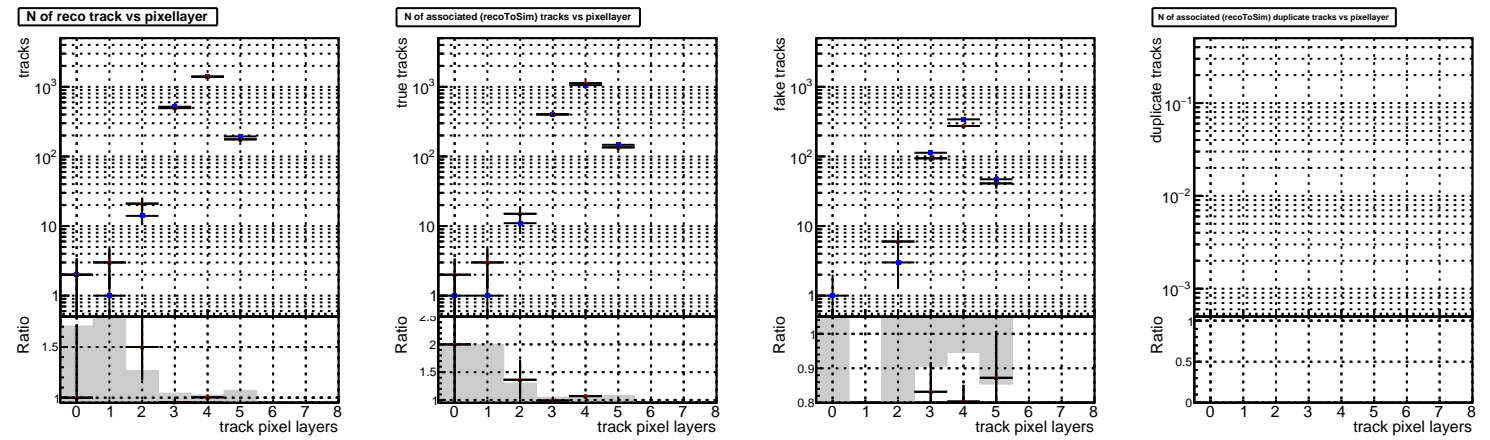 N of reco track vs pixellayer
tracks
10³
10²
10
1
Ratio
1.5
1
0 1 2 3 4 5 6 7 8
track pixel layers
N of associated (recoToSim) tracks vs pixellayer
true tracks
10³
10²
10
1
Ratio
2.5
2
1.5
1
0 1 2 3 4 5 6 7 8
track pixel layers
fake tracks
10³
10²
10
1
Ratio
1
0.9
0.8
0 1 2 3 4 5 6 7 8
track pixel layers
N of associated (recoToSim) duplicate tracks vs pixellayer
duplicate tracks
10⁻¹
10⁻²
10⁻³
Ratio
1
0.5
0
0 1 2 3 4 5 6 7 8
track pixel layers